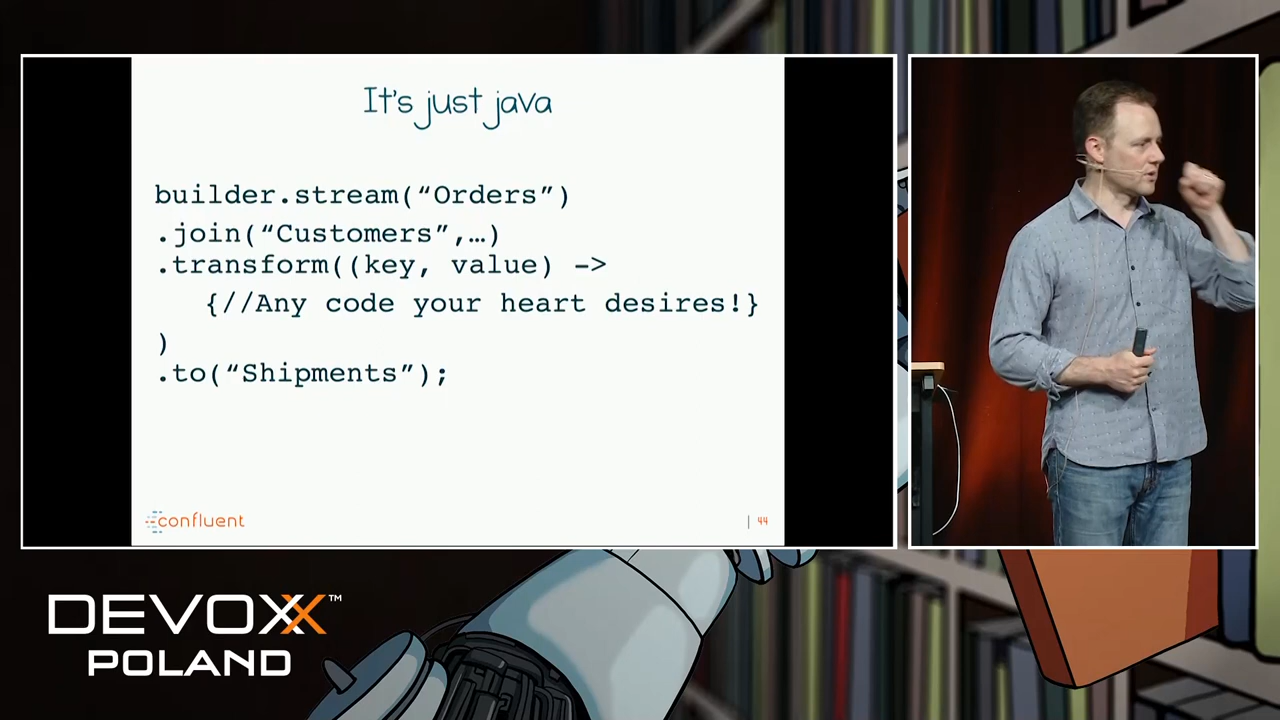 It's just java
builder.stream(“Orders”)
.join(“Customers”,…)
.transform((key, value) ->
{//Any code your heart desires!}
)
.to(“Shipments”);
confluent
| 44
DEVOXX™
POLAND